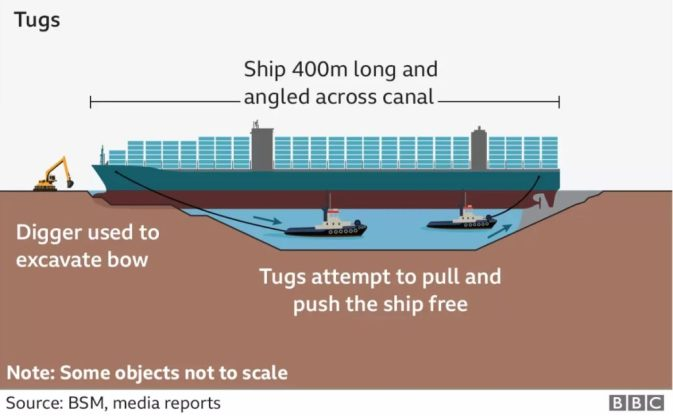 Tugs
Ship 400m long and
angled across canal
Digger used to
excavate bow
Tugs attempt to pull and
push the ship free
Note: Some objects not to scale
Source: BSM, media reports
BBC